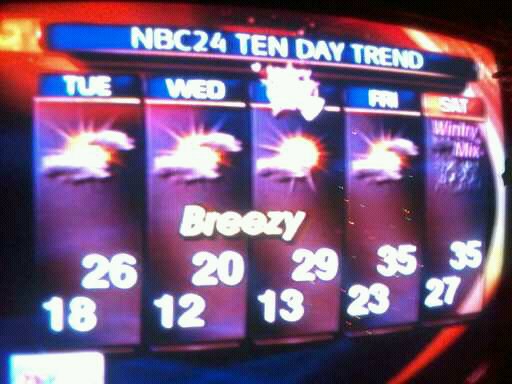 NBC24 TEN DAY TREND
TUE WED FRI SAT
Wintry
Mix
Breezy
26 20 29 35 35
18 12 13 23 27